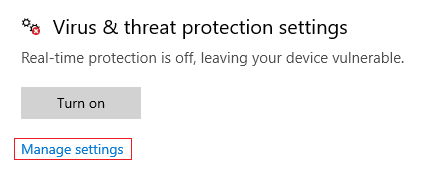 Virus & threat protection settings
Real-time protection is off, leaving your device vulnerable.
Turn on
Manage settings